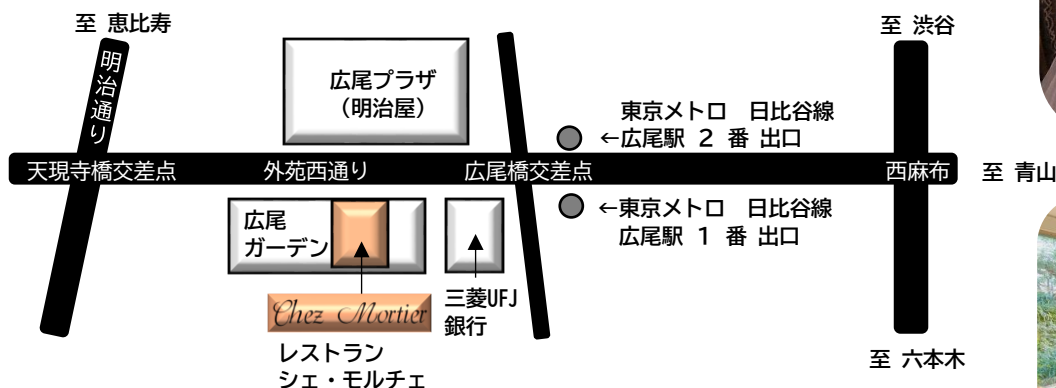 至 恵比寿
明治通り
広尾プラザ
（明治屋）
至 渋谷
東京メトロ 日比谷線
←広尾駅 2 番 出口
天現寺橋交差点
外苑西通り
広尾橋交差点
西麻布
至 青山
←東京メトロ 日比谷線
広尾駅 1 番 出口
広尾
ガーデン
Chez Mortier
三菱UFJ
銀行
レストラン
シェ・モルチェ
至 六本木